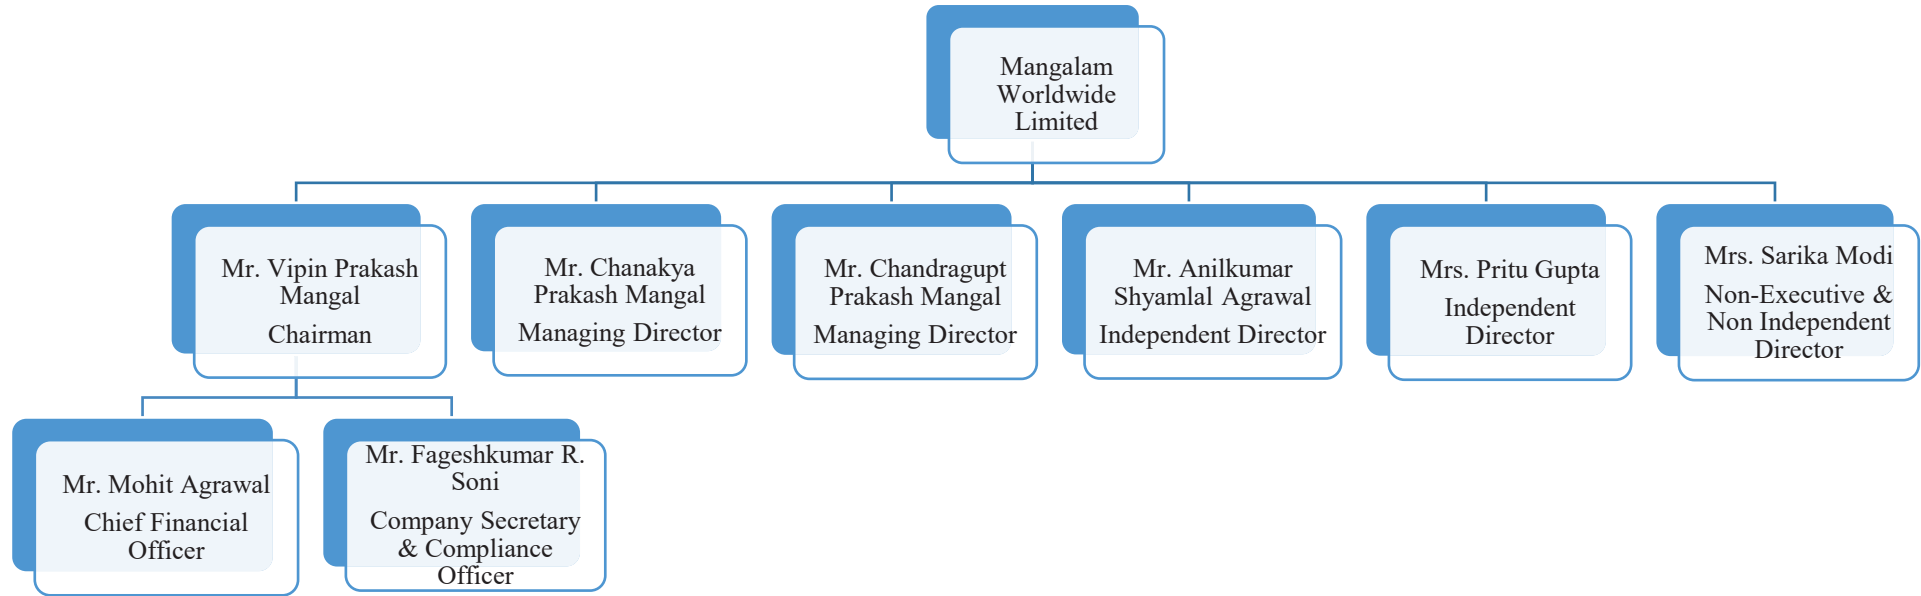 Mangalam
Worldwide
Limited
Mr. Vipin Prakash
Mangal
Chairman
Mr. Chanakya
Prakash Mangal
Managing Director
Mr. Chandragupt
Prakash Mangal
Managing Director
Mr. Anilkumar
Shyamlal Agrawal
Independent Director
Mrs. Pritu Gupta
Independent
Director
Mrs. Sarika Modi
Non-Executive &
Non Independent
Director
Mr. Mohit Agrawal
Chief Financial
Officer
Mr. Fageshkumar R.
Soni
Company Secretary
& Compliance
Officer